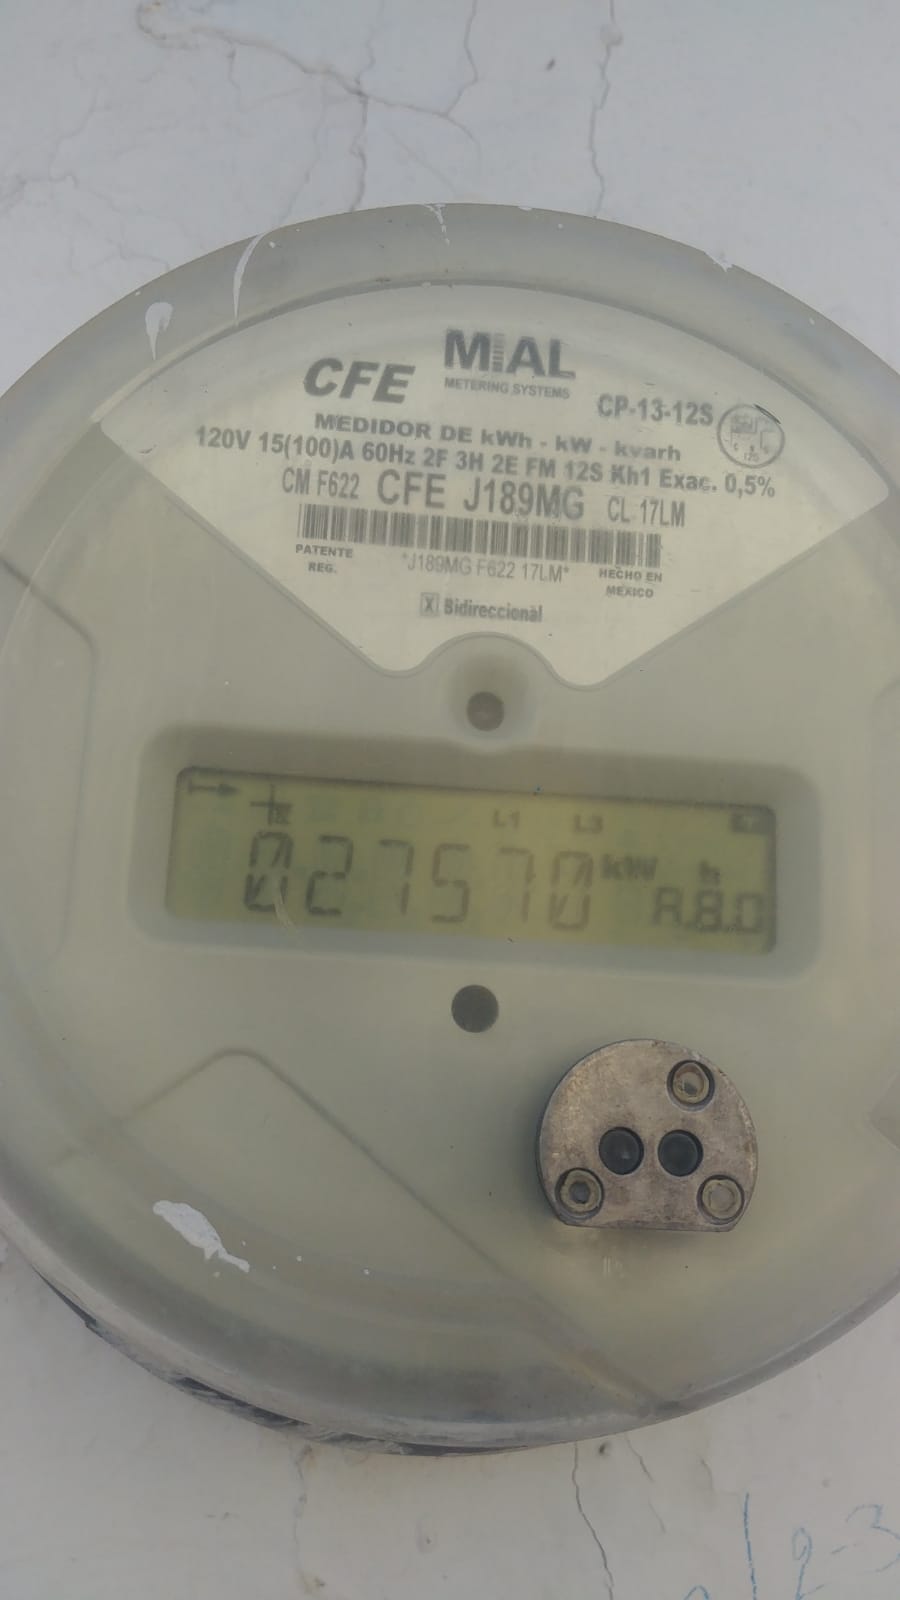 MIAL
METERING SYSTEMS
CFE
CP-13-12S
MEDIDOR DE kWh - kW - kvarh
120V 15(100)A 60Hz 2F 3H 2E FM 12S Kh1 Exac. 0,5%
CM F622 CFE J189MG CL 17LM
PATENTE REG.
*J189MG F622 17LM*
HECHO EN MEXICO
X Bidireccional
L1 L3
027570 kWh A.8.0